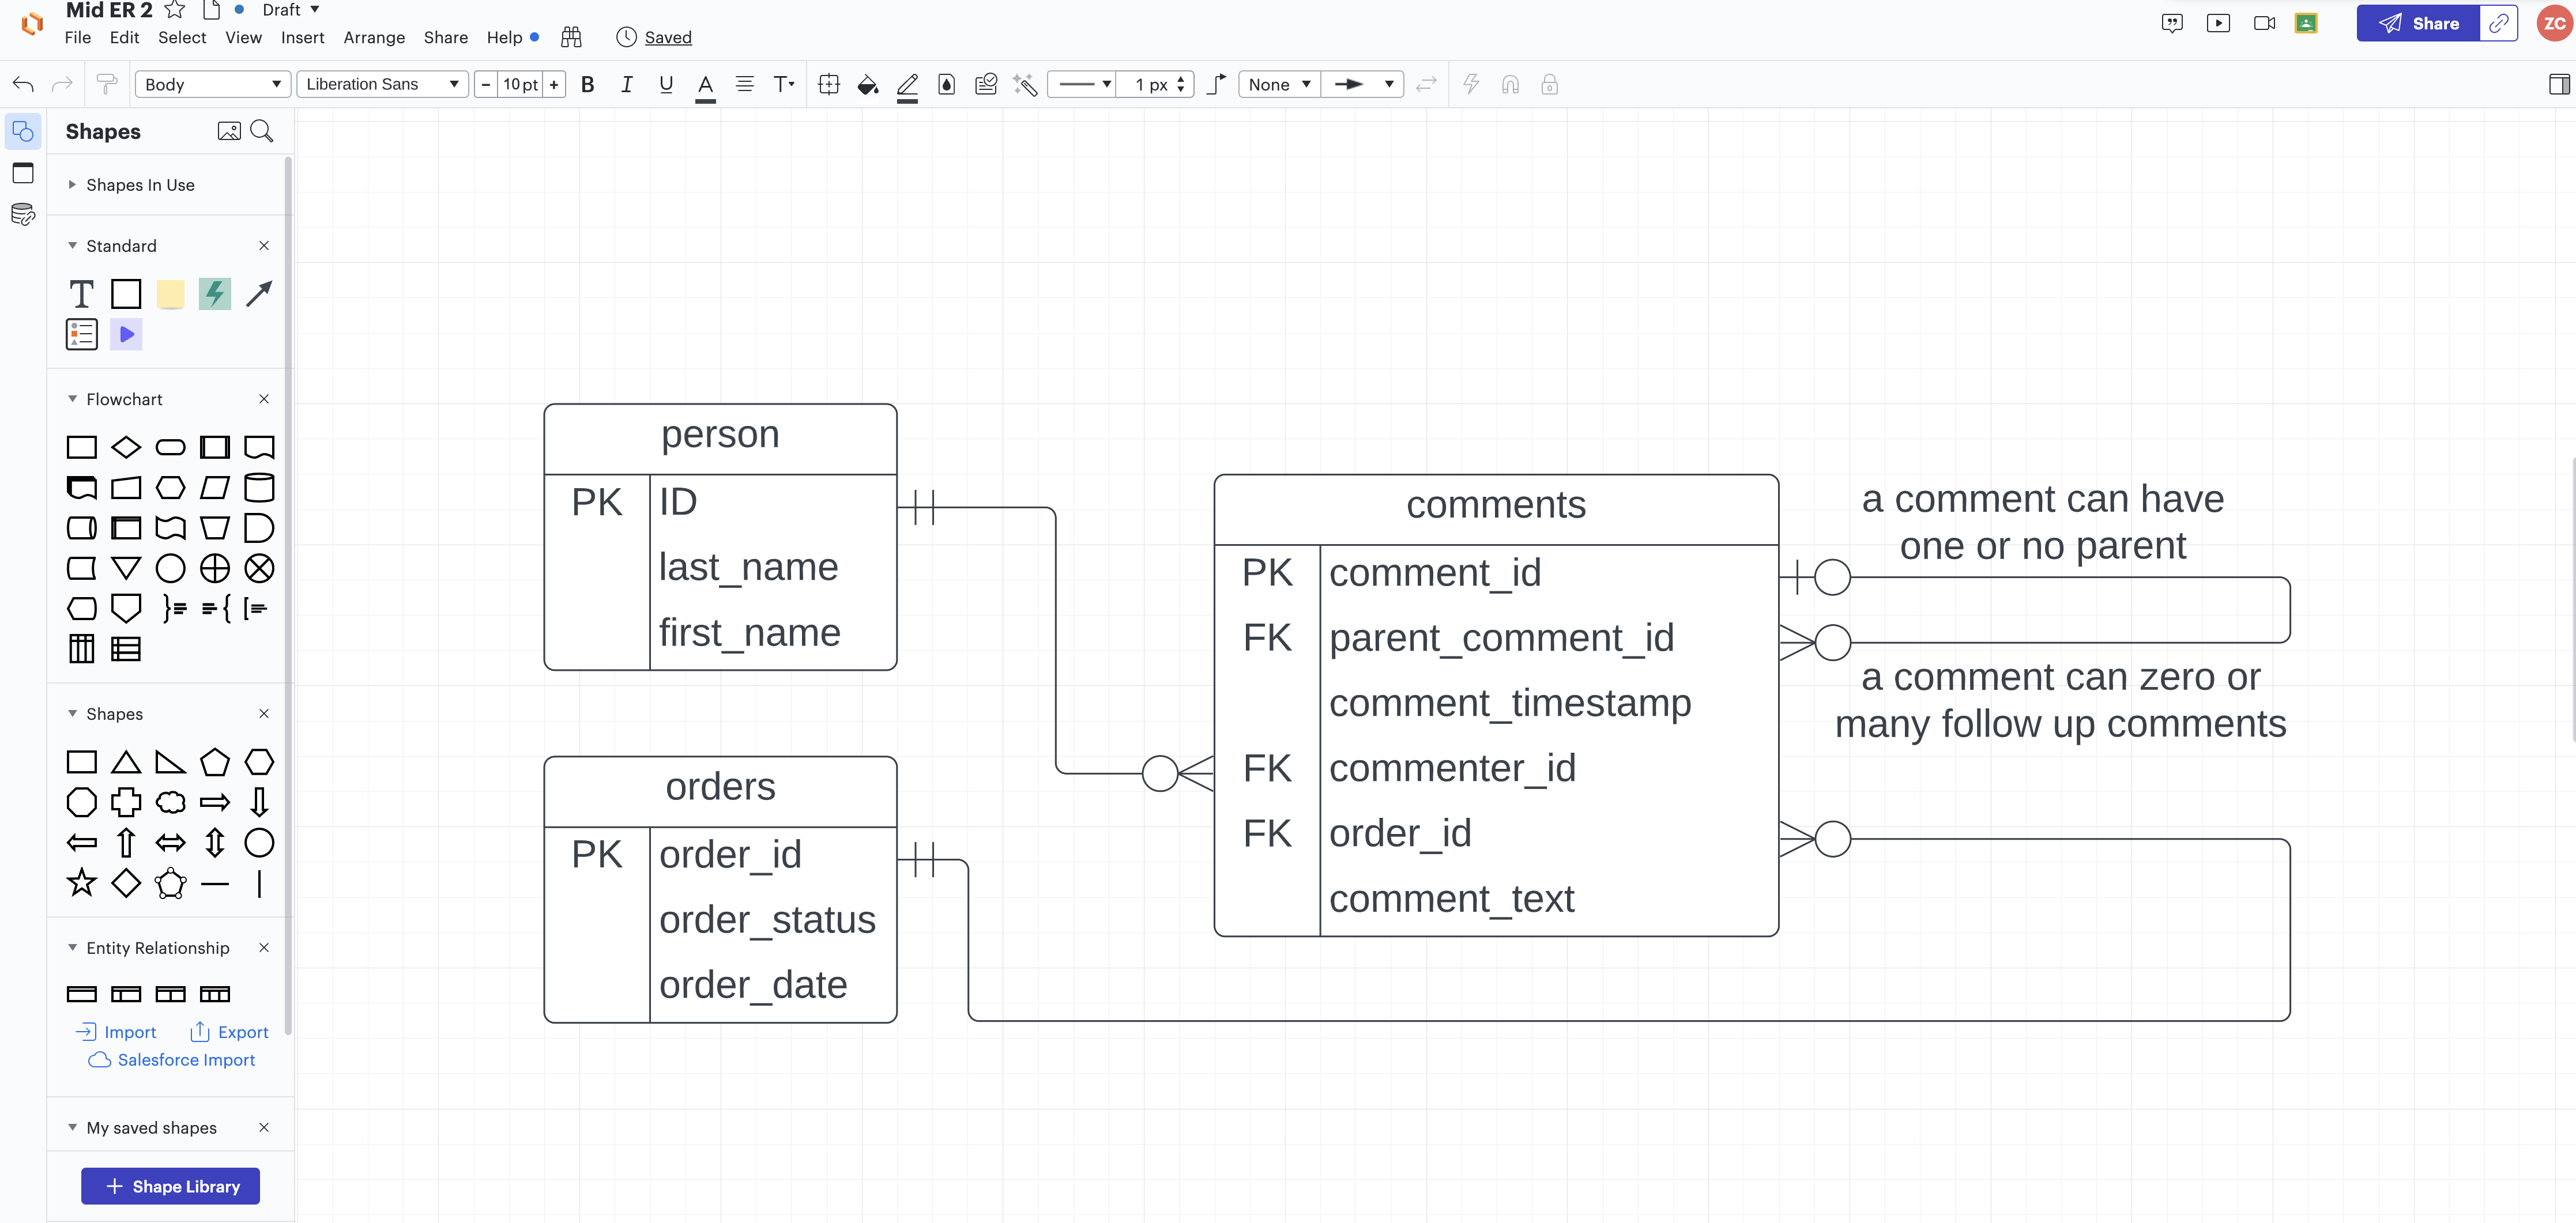 Mid ER 2
Draft
File Edit Select View Insert Arrange Share Help
Saved
Share
ZC
Body
Liberation Sans
− 10 pt +
B I U A T
1 px
None
Shapes
Shapes In Use
Standard
T
Flowchart
Shapes
Entity Relationship
Import
Export
Salesforce Import
My saved shapes
+ Shape Library
person
PK ID
last_name
first_name
orders
PK order_id
order_status
order_date
comments
PK comment_id
FK parent_comment_id
comment_timestamp
FK commenter_id
FK order_id
comment_text
a comment can have
one or no parent
a comment can zero or
many follow up comments